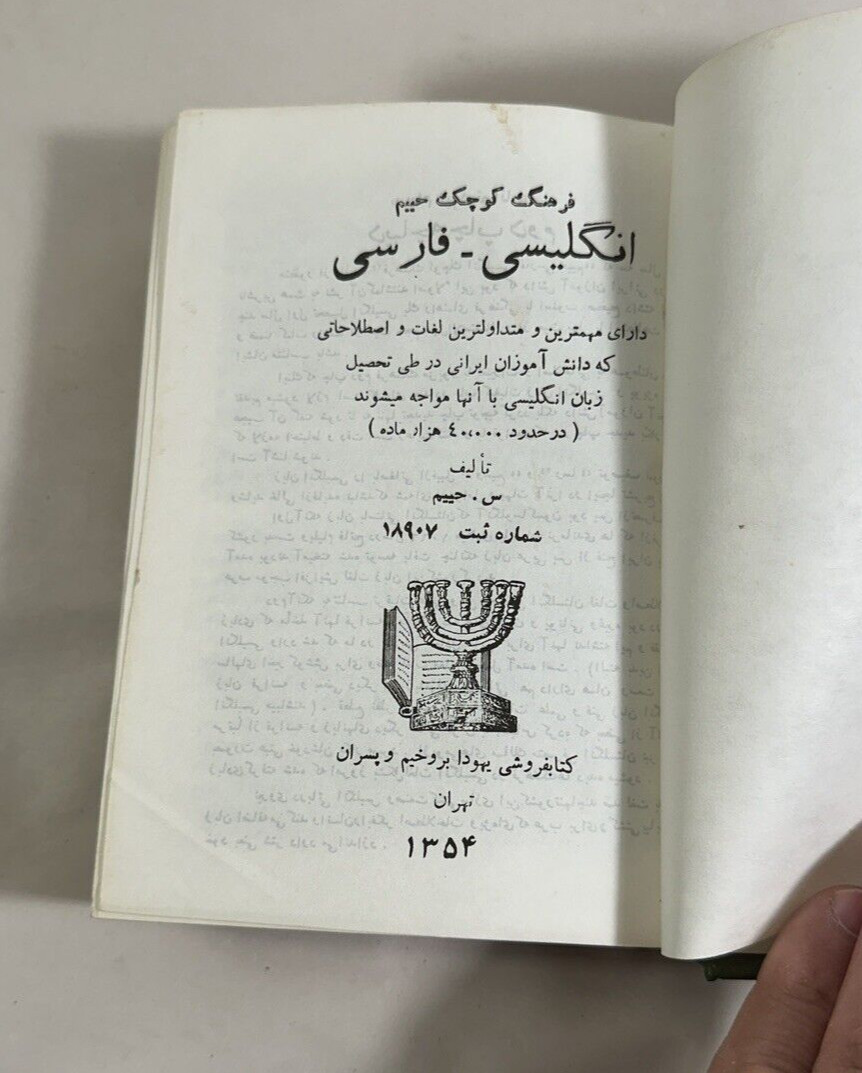 فرهنگ کوچک حییم
انگلیسی - فارسی
دارای مهمترین و متداولترین لغات و اصطلاحاتی
که دانش آموزان ایرانی در طی تحصیل
زبان انگلیسی با آنها مواجه میشوند
( در حدود ۴۰،۰۰۰ هزار ماده )
تألیف
س . حییم
شماره ثبت ۱۸۹۰۷
کتابفروشی یهودا بروخیم و پسران
تهران
۱۳۵۴